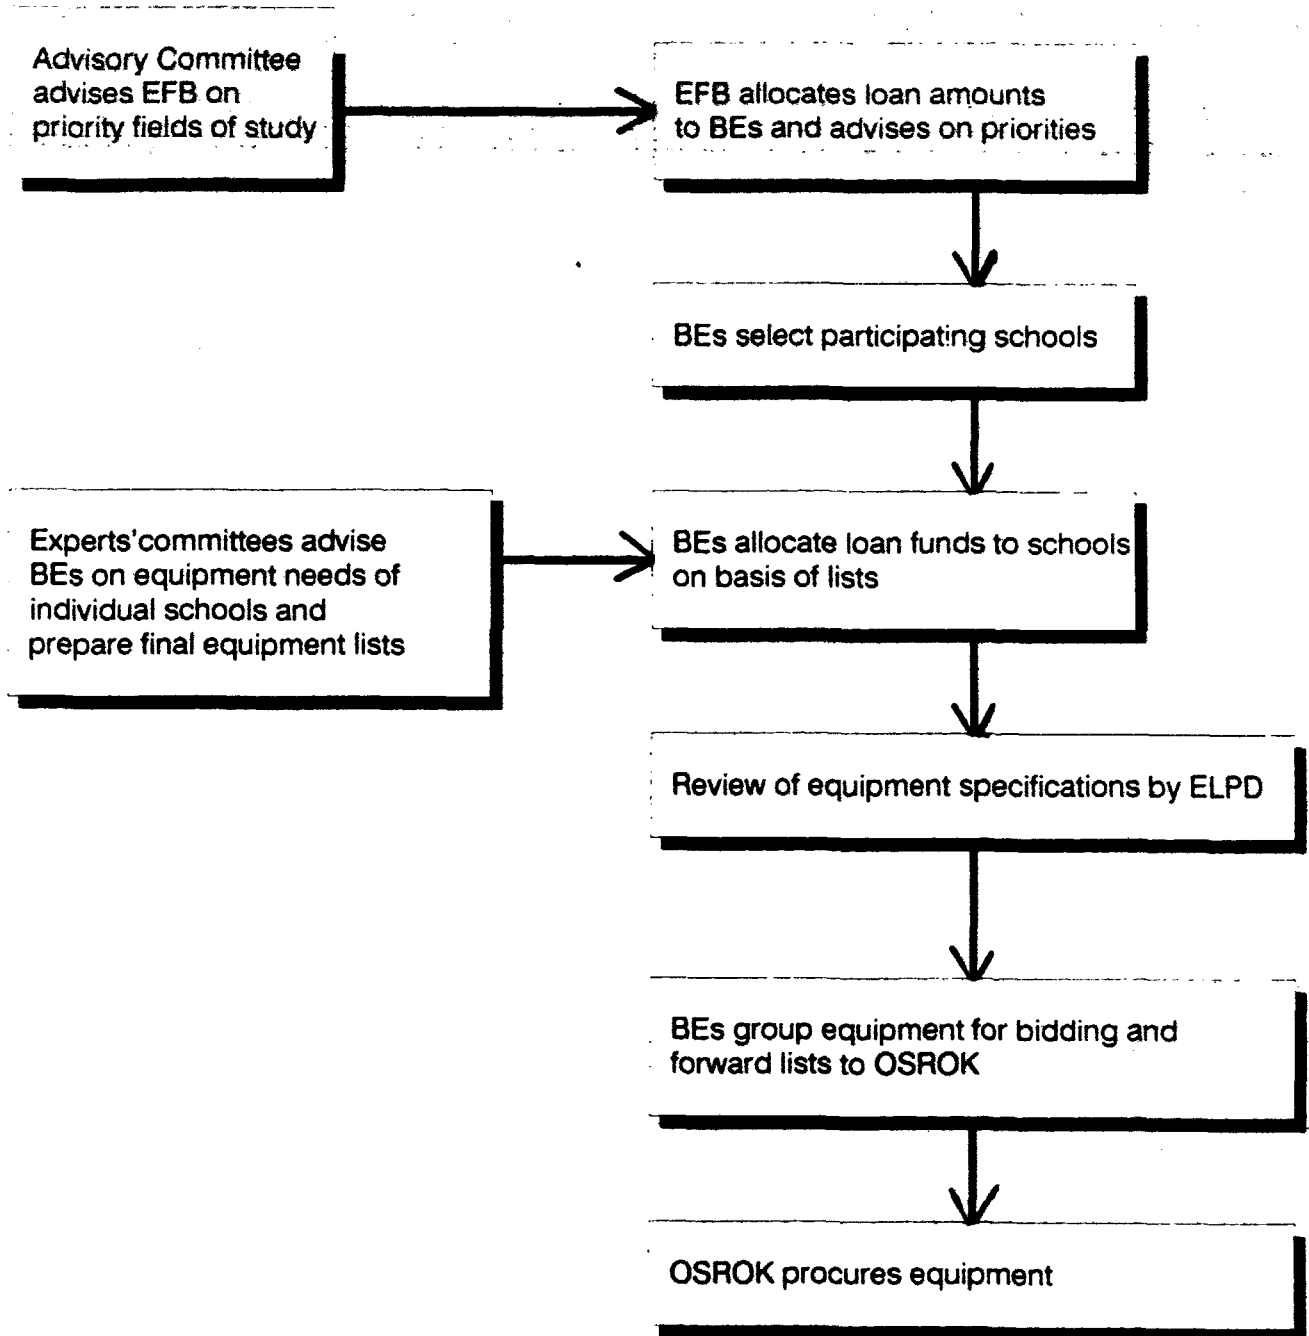 Advisory Committee
advises EFB on
priority fields of study
EFB allocates loan amounts
to BEs and advises on priorities
BEs select participating schools
Experts'committees advise
BEs on equipment needs of
individual schools and
prepare final equipment lists
BEs allocate loan funds to schools
on basis of lists
Review of equipment specifications by ELPD
BEs group equipment for bidding and
forward lists to OSROK
OSROK procures equipment